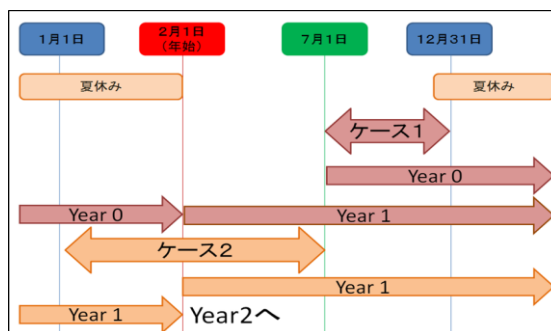 1月1日
2月1日
(年始)
7月1日
12月31日
夏休み
夏休み
ケース1
Year 0
Year 0
Year 1
ケース2
Year 1
Year 1
Year2へ